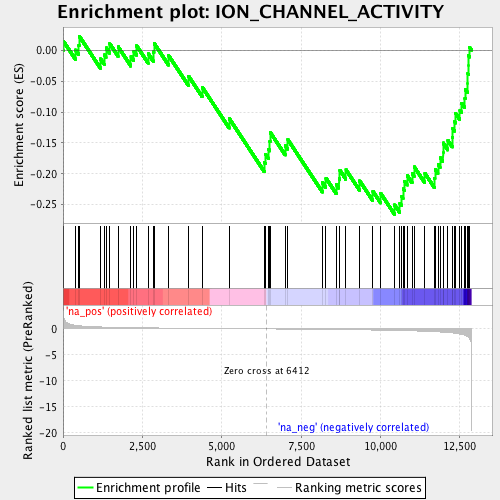 Enrichment plot: ION_CHANNEL_ACTIVITY
Enrichment score (ES)
0.00
-0.05
-0.10
-0.15
-0.20
-0.25
'na_pos' (positively correlated)
Ranked list metric (PreRanked)
0
-5
-10
-15
-20
Zero cross at 6412
'na_neg' (negatively correlated)
0 2,500 5,000 7,500 10,000 12,500
Rank in Ordered Dataset
Enrichment profile Hits Ranking metric scores